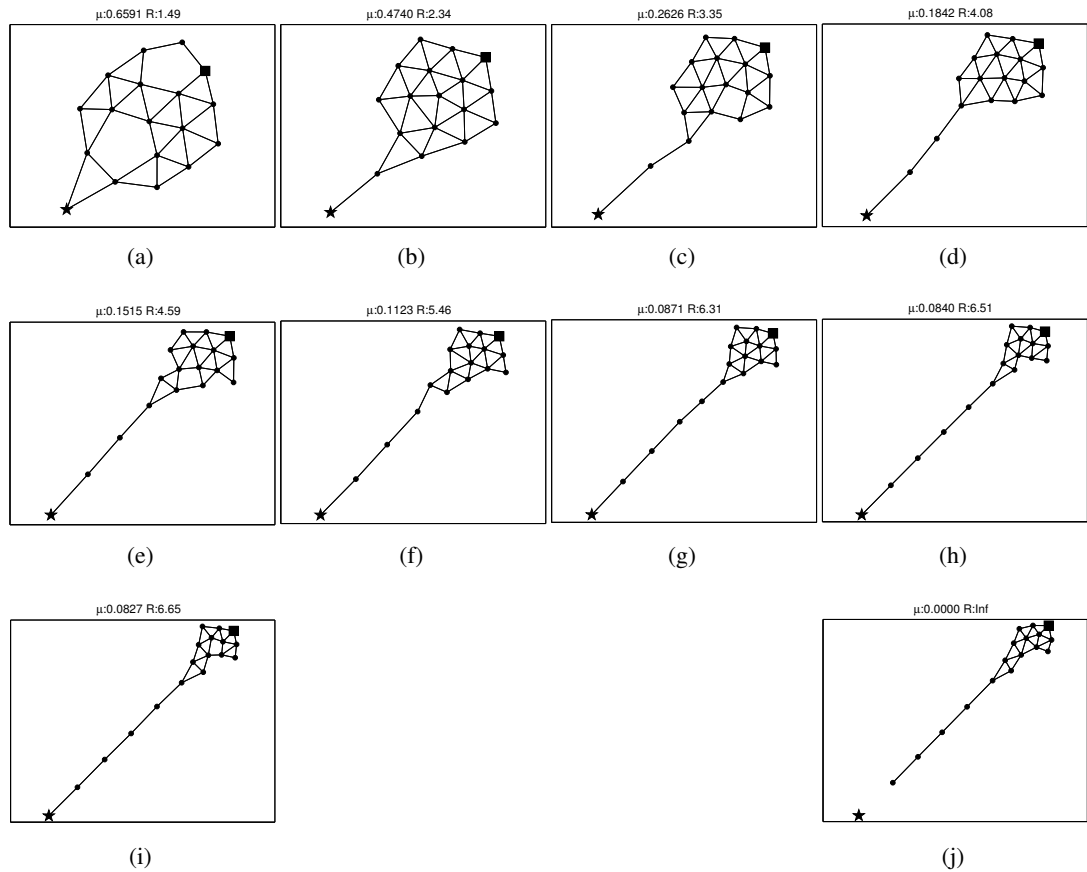 μ:0.6591 R:1.49
μ:0.4740 R:2.34
μ:0.2626 R:3.35
μ:0.1842 R:4.08
(a)
(b)
(c)
(d)
μ:0.1515 R:4.59
μ:0.1123 R:5.46
μ:0.0871 R:6.31
μ:0.0840 R:6.51
(e)
(f)
(g)
(h)
μ:0.0827 R:6.65
μ:0.0000 R:Inf
(i)
(j)